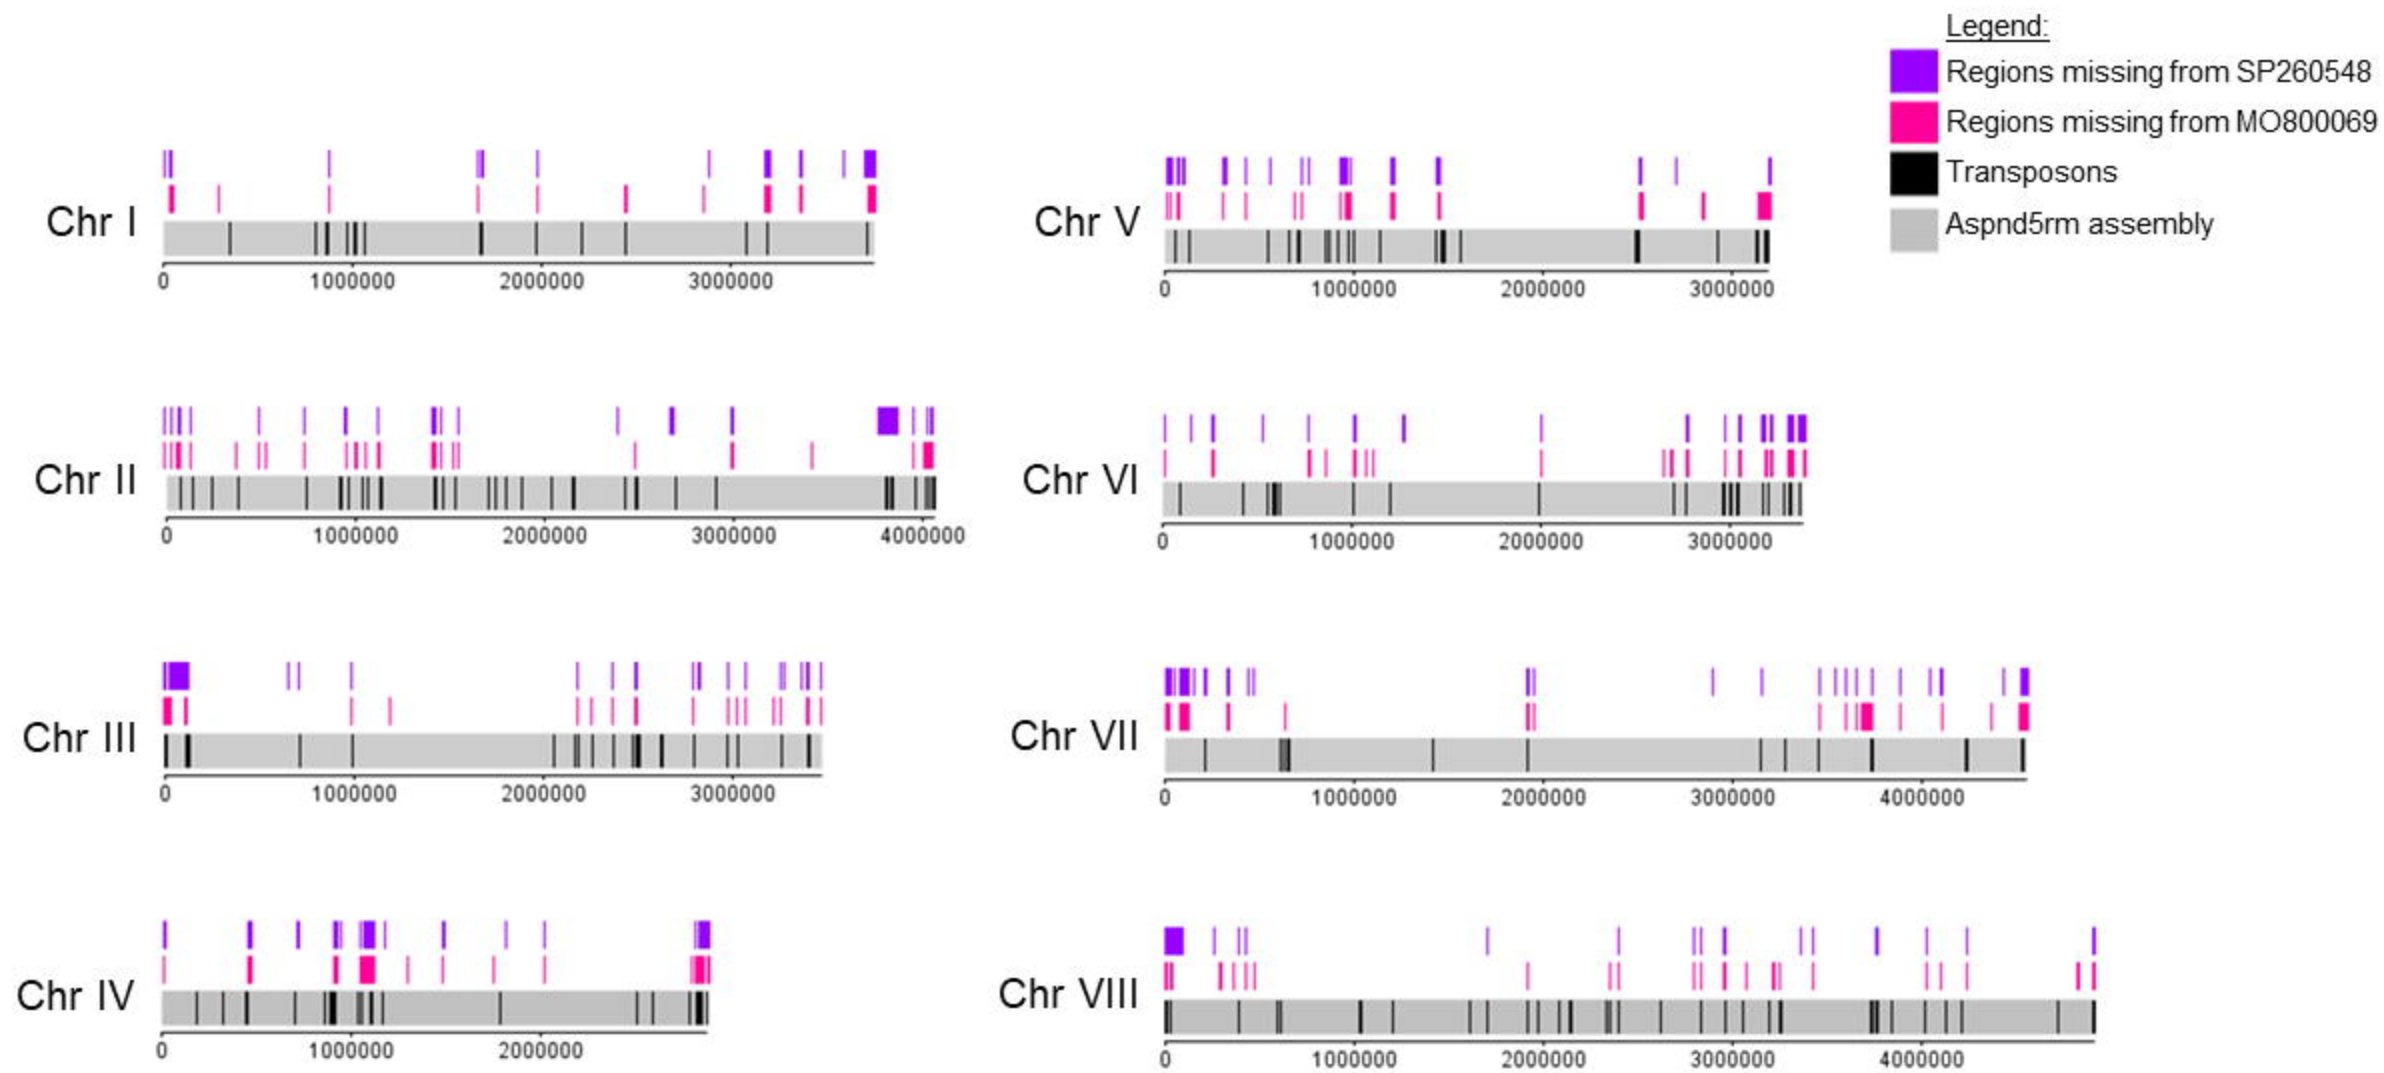 Legend:
Regions missing from SP260548
Regions missing from MO800069
Transposons
Aspnd5rm assembly
Chr I
0 1000000 2000000 3000000
Chr V
0 1000000 2000000 3000000
Chr II
0 1000000 2000000 3000000 4000000
Chr VI
0 1000000 2000000 3000000
Chr III
0 1000000 2000000 3000000
Chr VII
0 1000000 2000000 3000000 4000000
Chr IV
0 1000000 2000000
Chr VIII
0 1000000 2000000 3000000 4000000